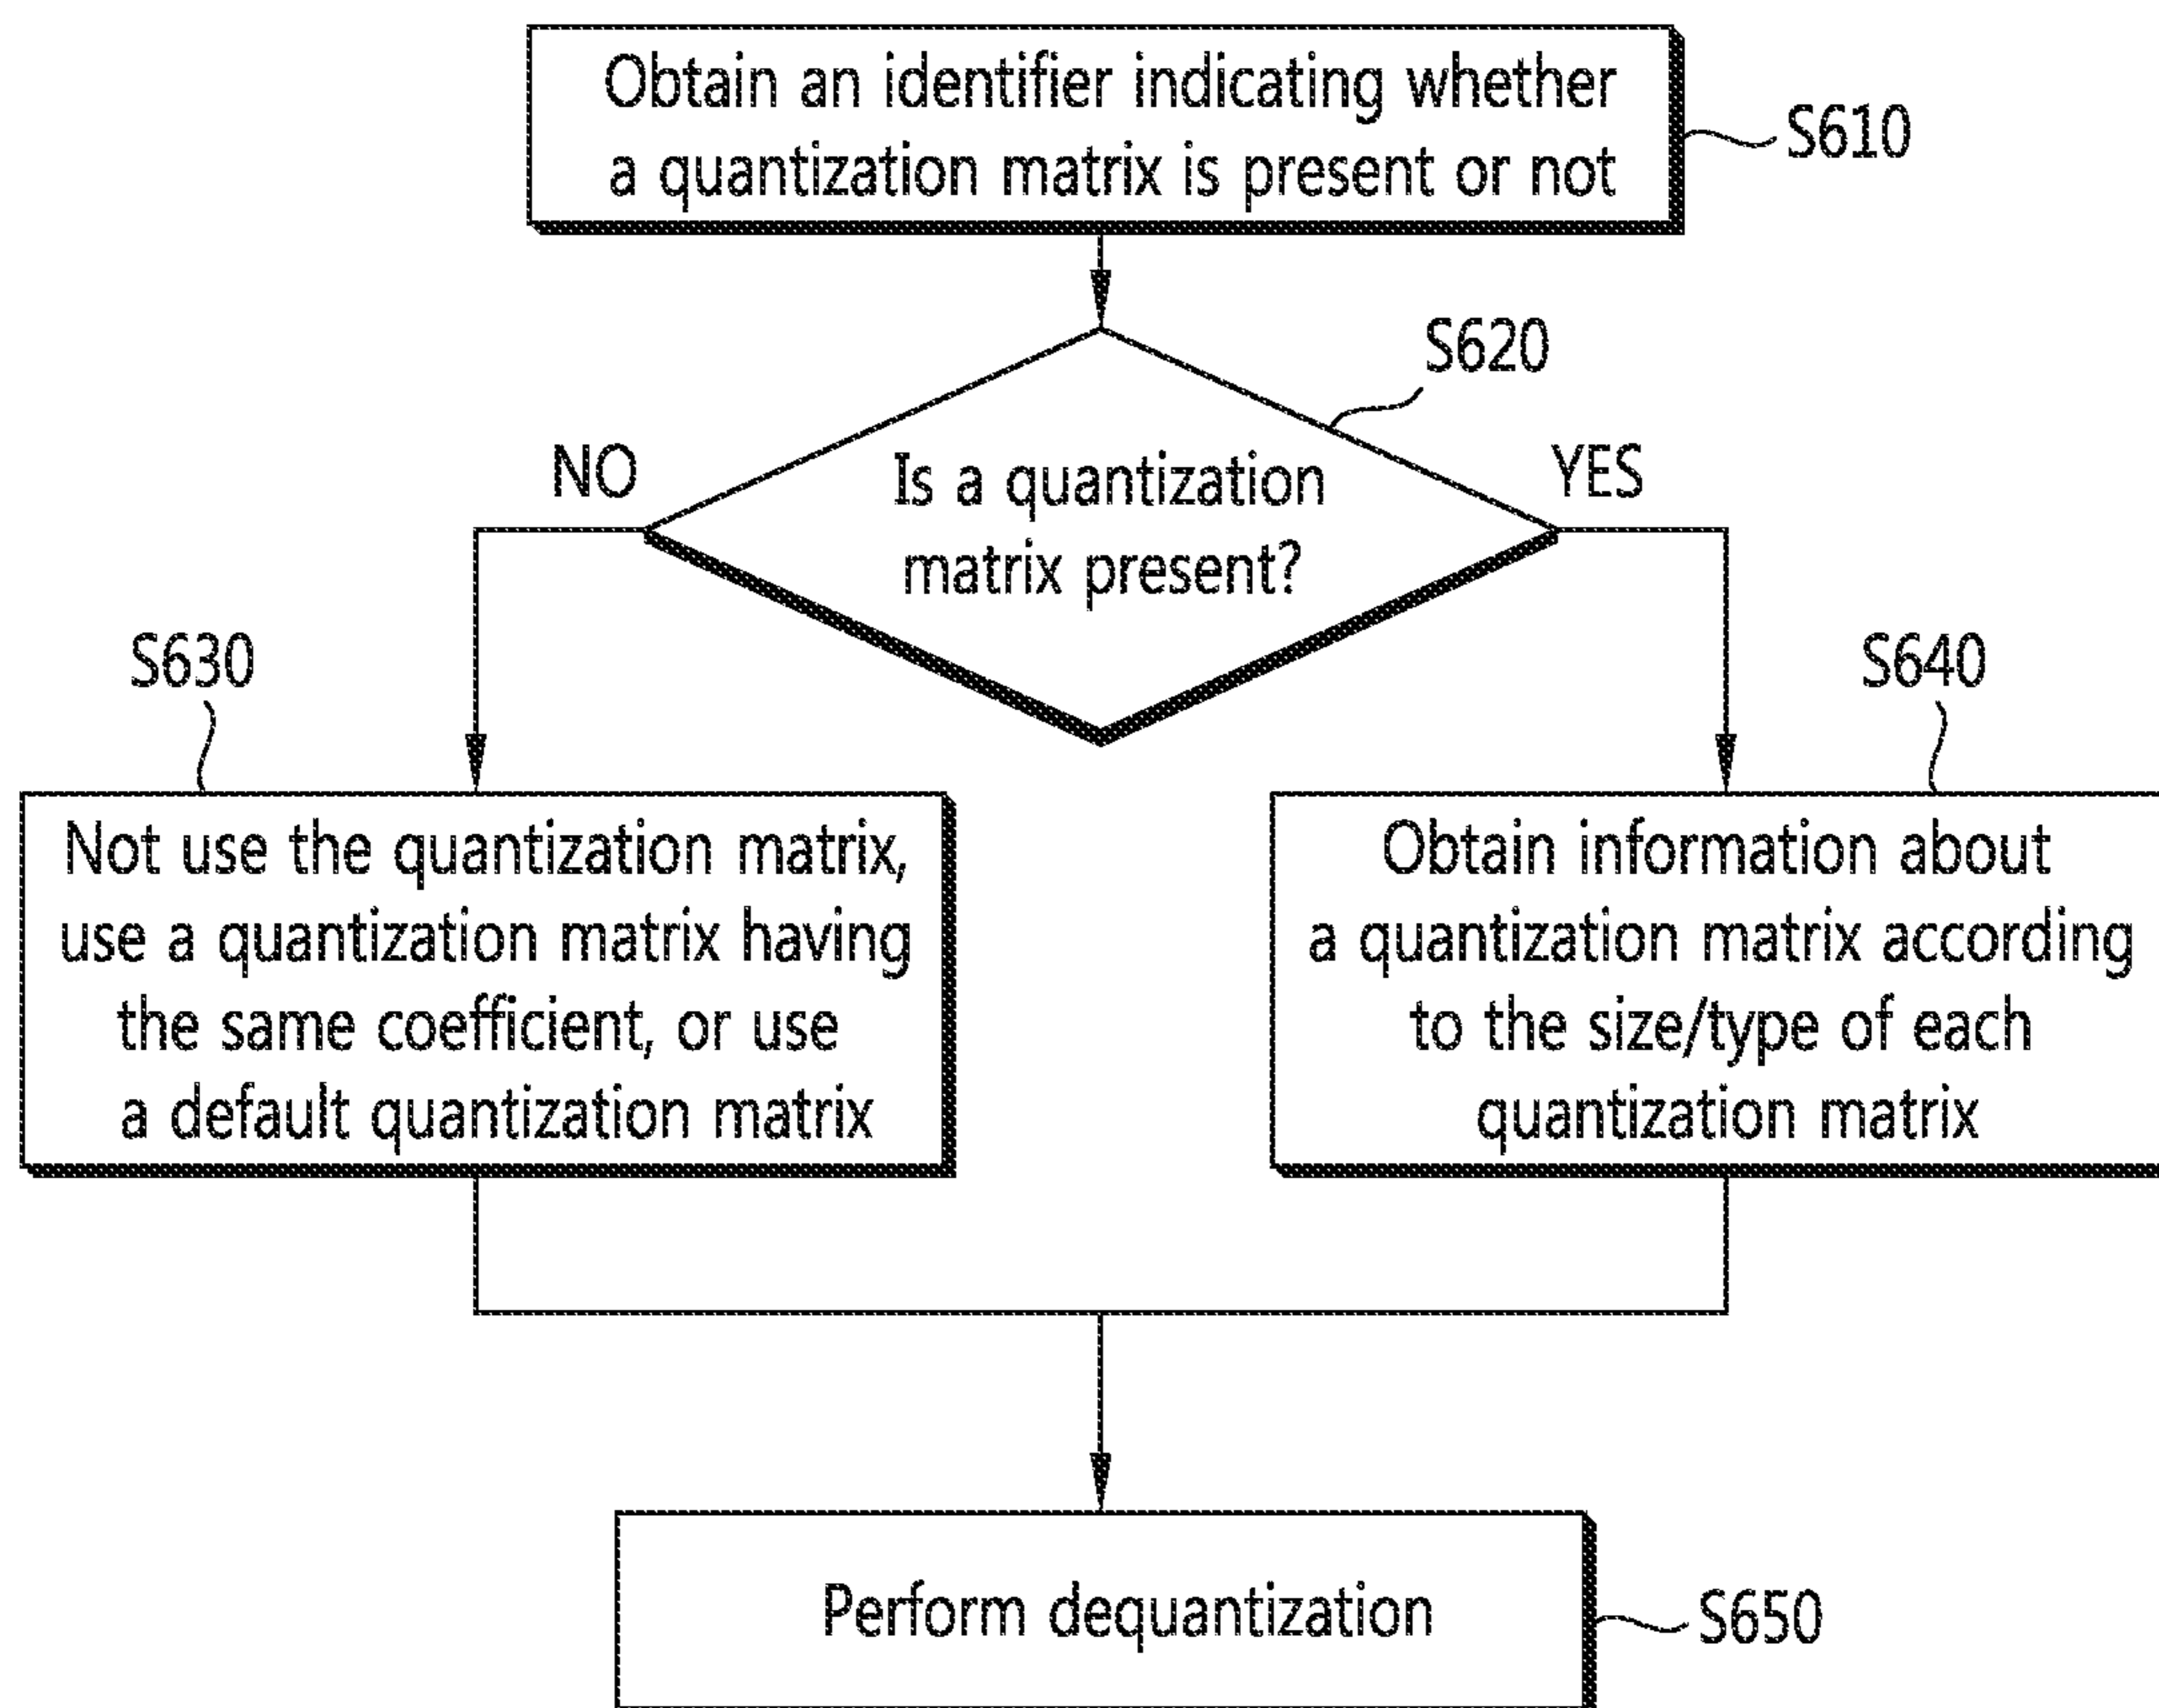 Obtain an identifier indicating whether
a quantization matrix is present or not
S610
S620
NO
Is a quantization
matrix present?
YES
S630
S640
Not use the quantization matrix,
use a quantization matrix having
the same coefficient, or use
a default quantization matrix
Obtain information about
a quantization matrix according
to the size/type of each
quantization matrix
Perform dequantization
S650